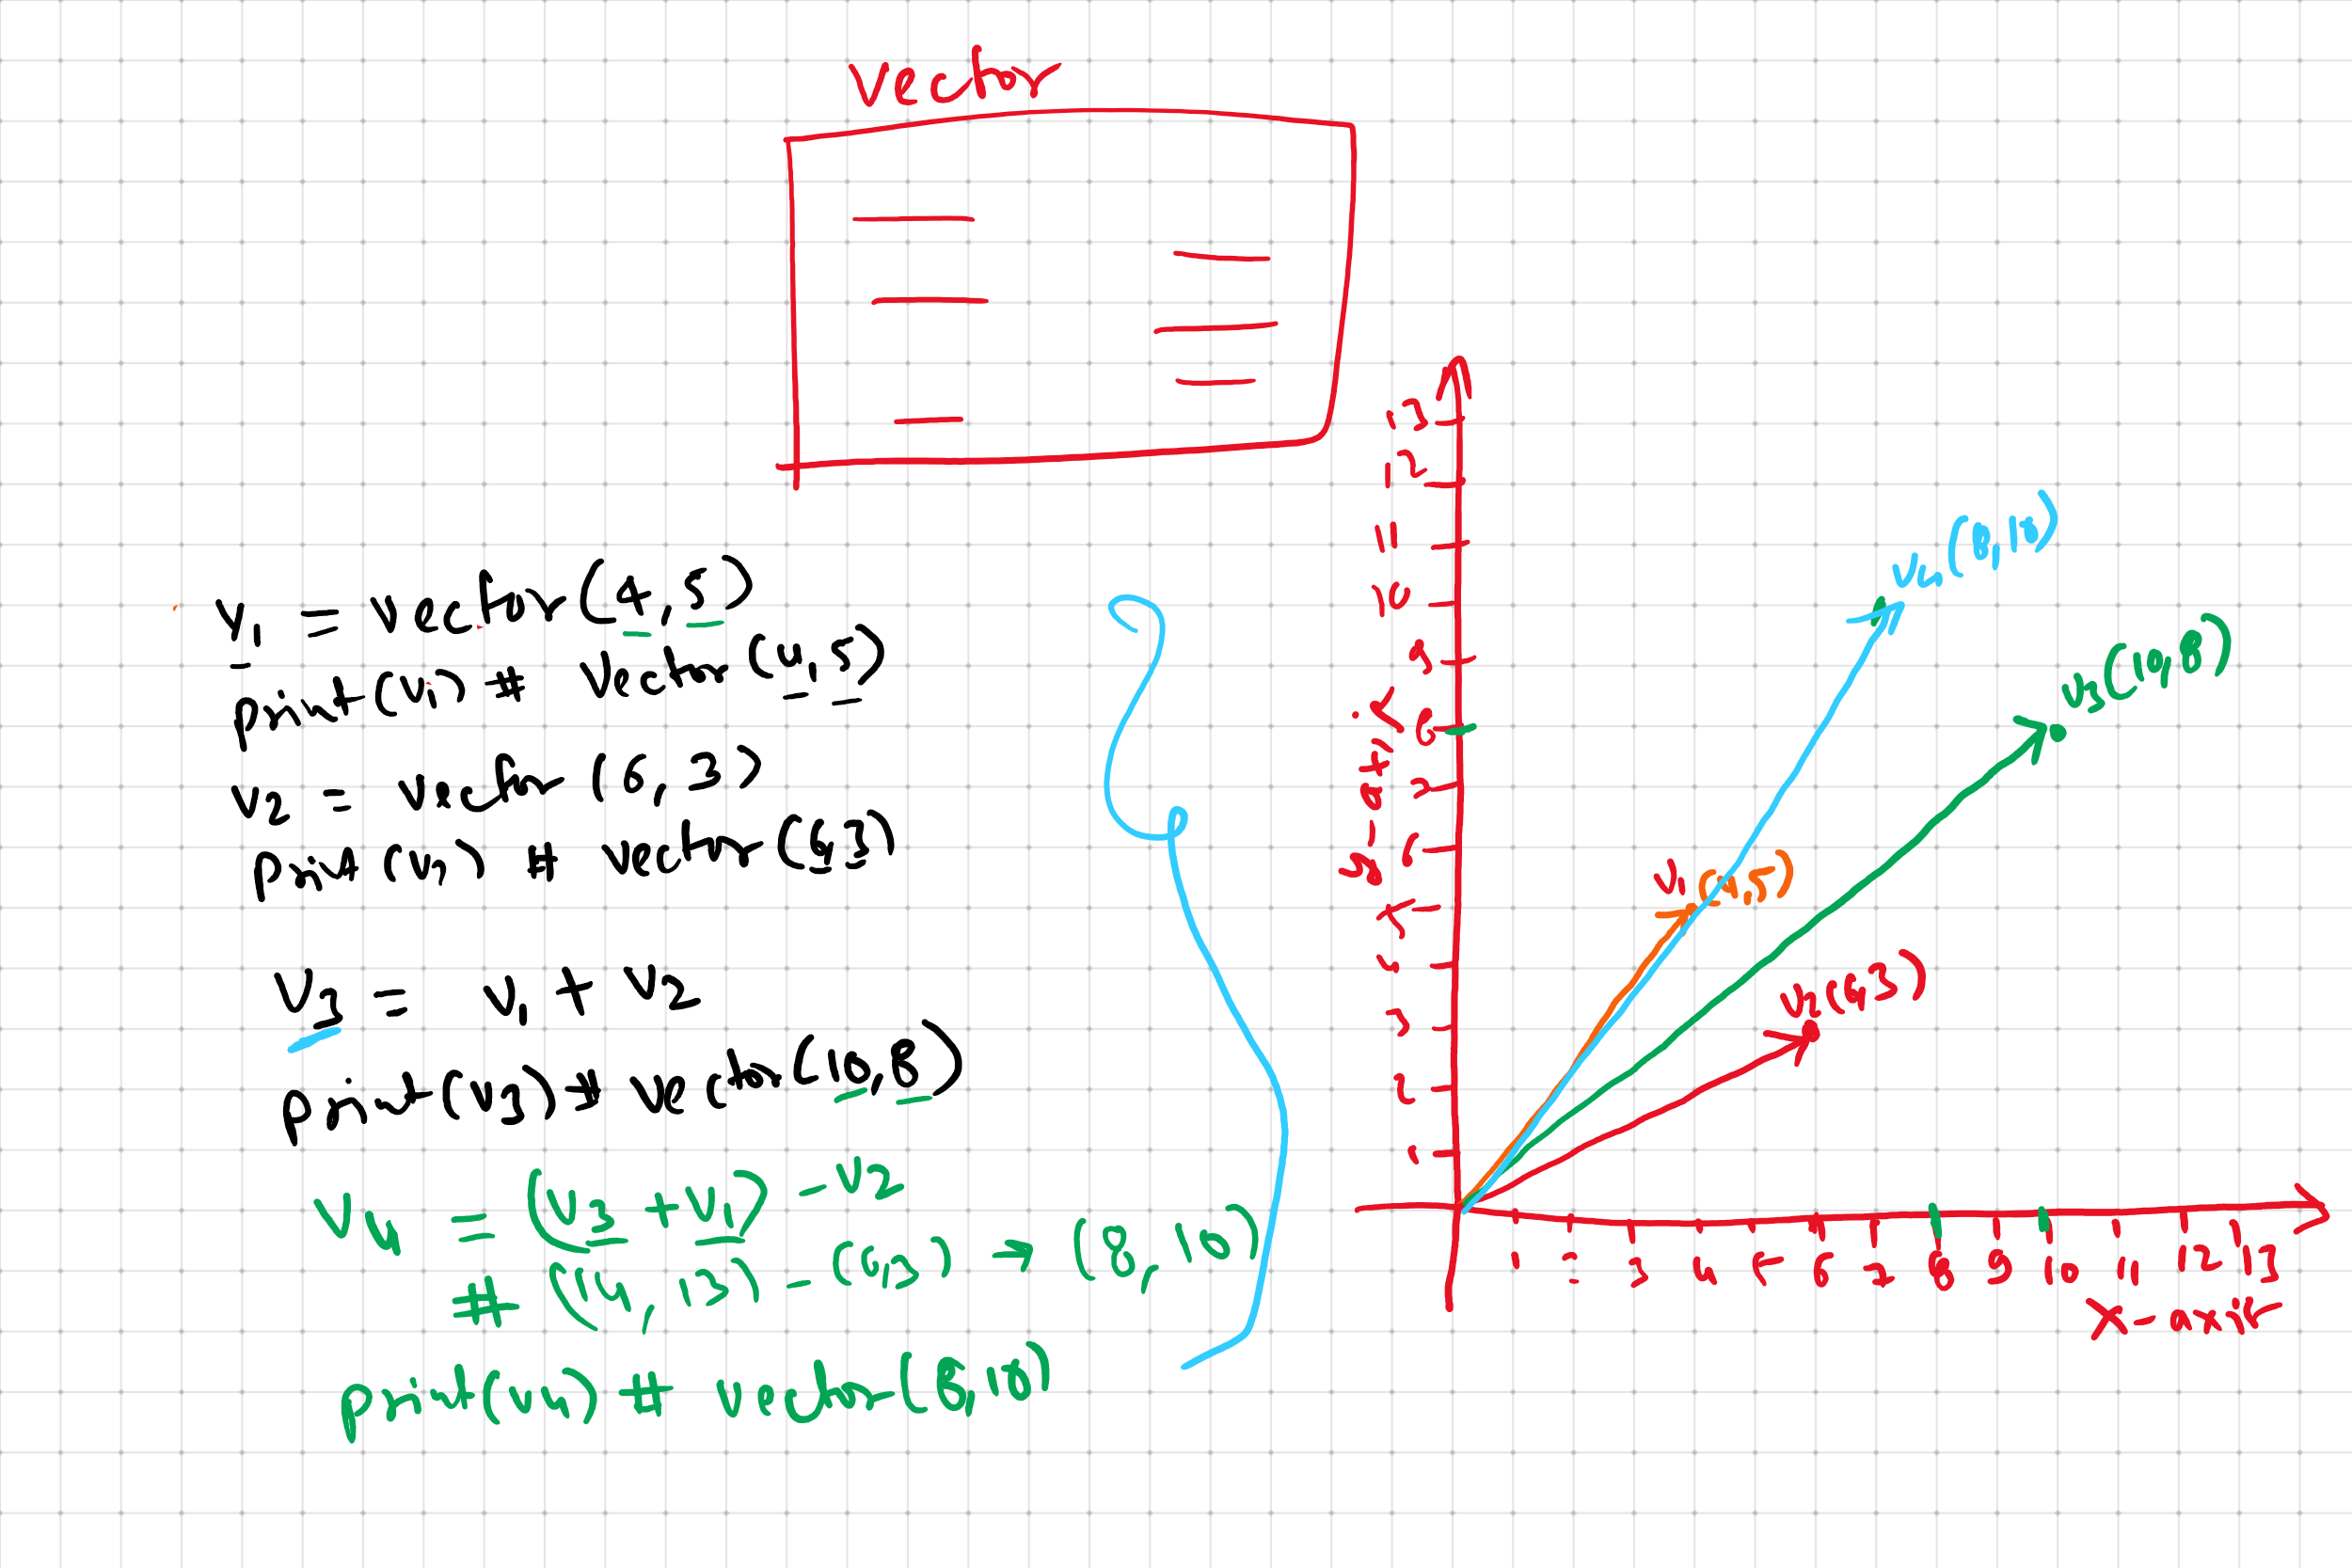 vector
v1 = vector(4,5)
print(v1) # vector(4,5)
v2 = vector(6,3)
print(v2) # vector(6,3)
v3 = v1 + v2
print(v3) # vector(10,8)
v4 = (v3 + v1) - v2
# (14,13) - (6,3) → (8,10)
print(v4) # vector(8,10)
13
12
11
10
9
8
7
6
5
4
3
2
1
y-axis
v4(8,10)
v3(10,8)
v1(4,5)
v2(6,3)
1 2 3 4 5 6 7 8 9 10 11 12 13
x-axis